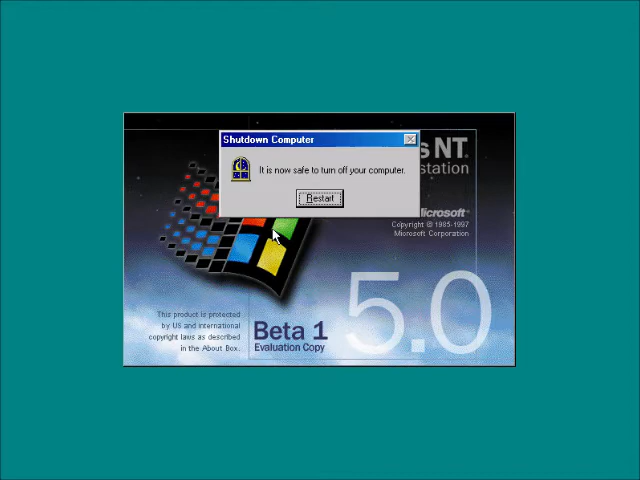 Shutdown Computer
It is now safe to turn off your computer.
Restart
s NT
station
Microsoft
Copyright © 1985-1997
Microsoft Corporation
5.0
This product is protected
by US and international
copyright laws as described
in the About Box.
Beta 1
Evaluation Copy